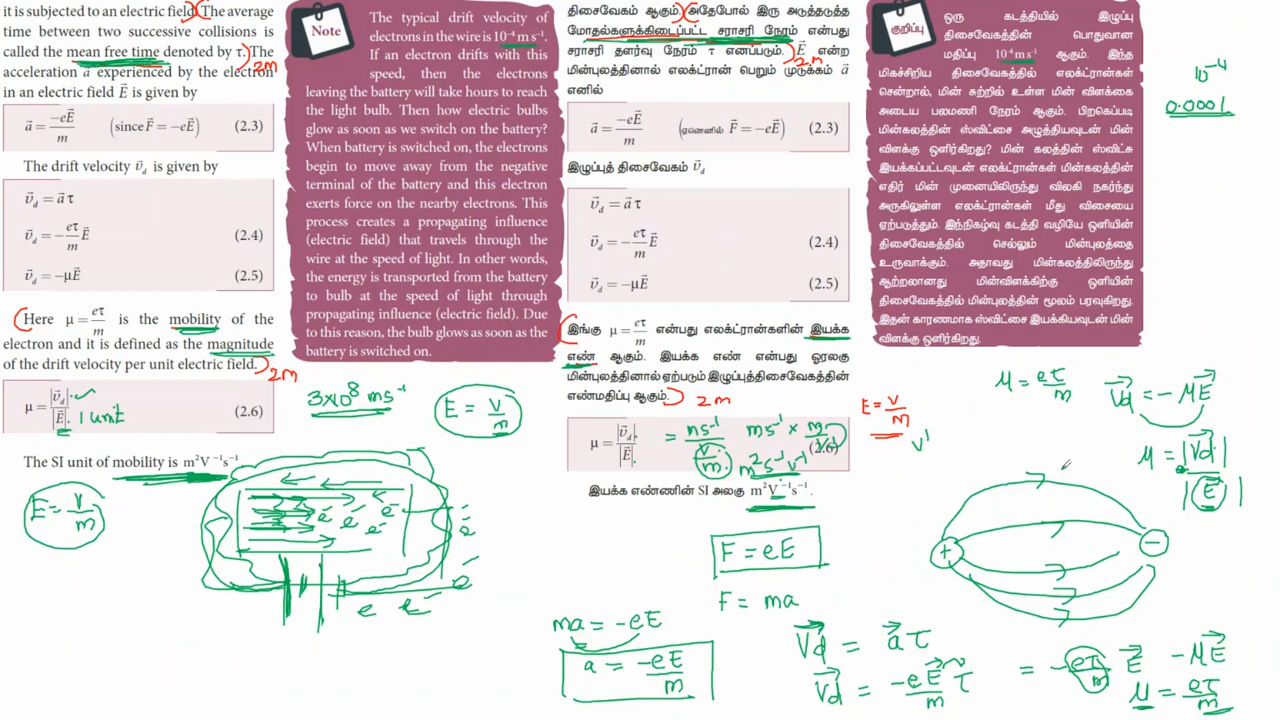 it is subjected to an electric field. The average
time between two successive collisions is
called the mean free time denoted by τ. The
acceleration a⃗ experienced by the electron
in an electric field E⃗ is given by
a⃗ = −eE⃗/m (since F⃗ = −eE⃗) (2.3)
The drift velocity υ⃗d is given by
υ⃗d = a⃗ τ
υ⃗d = −eτ/m E⃗ (2.4)
υ⃗d = −μE⃗ (2.5)
Here μ = eτ/m is the mobility of the
electron and it is defined as the magnitude
of the drift velocity per unit electric field.
μ = |υ⃗d|/|E⃗| (2.6)
The SI unit of mobility is m²V⁻¹s⁻¹
2m
2m
1 unit
E = V/m
Note
The typical drift velocity of
electrons in the wire is 10⁻⁴ m s⁻¹.
If an electron drifts with this
speed, then the electrons
leaving the battery will take hours to reach
the light bulb. Then how electric bulbs
glow as soon as we switch on the battery?
When battery is switched on, the electrons
begin to move away from the negative
terminal of the battery and this electron
exerts force on the nearby electrons. This
process creates a propagating influence
(electric field) that travels through the
wire at the speed of light. In other words,
the energy is transported from the battery
to bulb at the speed of light through
propagating influence (electric field). Due
to this reason, the bulb glows as soon as the
battery is switched on.
3×10⁸ ms⁻¹
E = V/m
e⁻ e⁻ e⁻ e⁻ e⁻
e⁻
e⁻
e e⁻
திசைவேகம் ஆகும். அதேபோல் இரு அடுத்தடுத்த
மோதல்களுக்கிடைப்பட்ட சராசரி நேரம் என்பது
சராசரி தளர்வு நேரம் τ எனப்படும். E⃗ என்ற
மின்புலத்தினால் எலக்ட்ரான் பெறும் முடுக்கம் a⃗
எனில்
a⃗ = −eE⃗/m (ஏனெனில் F⃗ = −eE⃗) (2.3)
இழுப்புத் திசைவேகம் υ⃗d
υ⃗d = a⃗ τ
υ⃗d = −eτ/m E⃗ (2.4)
υ⃗d = −μE⃗ (2.5)
இங்கு μ = eτ/m என்பது எலக்ட்ரான்களின் இயக்க
எண் ஆகும். இயக்க எண் என்பது ஓரலகு
மின்புலத்தினால் ஏற்படும் இழுப்புத்திசைவேகத்தின்
எண்மதிப்பு ஆகும்.
μ = |υ⃗d|/|E⃗| (2.6)
இயக்க எண்ணின் SI அலகு m²V⁻¹s⁻¹.
2m
2m
= ms⁻¹/(V/m) ms⁻¹ × m/V
m²s⁻¹V⁻¹
F = eE
F = ma
ma = −eE
a = −eE/m
குறிப்பு
ஒரு கடத்தியில் இழுப்பு
திசைவேகத்தின் பொதுவான
மதிப்பு 10⁻⁴ m s⁻¹ ஆகும். இந்த
மிகச்சிறிய திசைவேகத்தில் எலக்ட்ரான்கள்
சென்றால், மின் சுற்றில் உள்ள மின் விளக்கை
அடைய பலமணி நேரம் ஆகும். பிறகெப்படி
மின்கலத்தின் ஸ்விட்சை அழுத்தியவுடன் மின்
விளக்கு ஒளிர்கிறது? மின் கலத்தின் ஸ்விட்சு
இயக்கப்பட்டவுடன் எலக்ட்ரான்கள் மின்கலத்தின்
எதிர் மின் முனையிலிருந்து விலகி நகர்ந்து
அருகிலுள்ள எலக்ட்ரான்கள் மீது விசையை
ஏற்படுத்தும். இந்நிகழ்வு கடத்தி வழியே ஒளியின்
திசைவேகத்தில் செல்லும் மின்புலத்தை
உருவாக்கும். அதாவது மின்கலத்திலிருந்து
ஆற்றலானது மின்விளக்கிற்கு ஒளியின்
திசைவேகத்தில் மின்புலத்தின் மூலம் பரவுகிறது.
இதன் காரணமாக ஸ்விட்சை இயக்கியவுடன் மின்
விளக்கு ஒளிர்கிறது.
10⁻⁴
0.0001
E = V/m
V¹
μ = eτ/m
Vd⃗ = −μE⃗
μ = |Vd⃗|/|E⃗|
+ −
Vd⃗ = a⃗τ
Vd⃗ = −eE⃗/m τ = −eτ/m E⃗ −μE⃗
μ = eτ/m